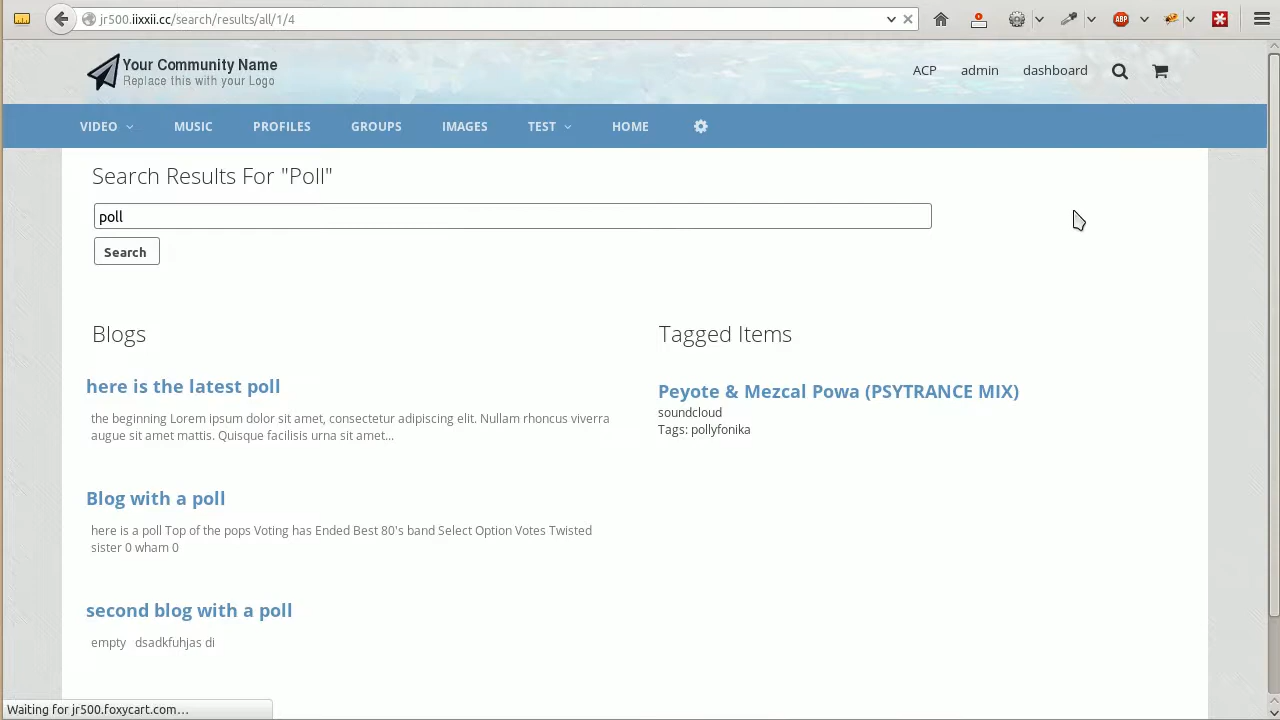 jr500.iixxii.cc/search/results/all/1/4
ABP
Your Community Name
Replace this with your Logo
ACP admin dashboard
VIDEO MUSIC PROFILES GROUPS IMAGES TEST HOME
Search Results For "Poll"
poll
Search
Blogs
here is the latest poll
the beginning Lorem ipsum dolor sit amet, consectetur adipiscing elit. Nullam rhoncus viverra
augue sit amet mattis. Quisque facilisis urna sit amet...
Blog with a poll
here is a poll Top of the pops Voting has Ended Best 80's band Select Option Votes Twisted
sister 0 wham 0
second blog with a poll
empty dsadkfuhjas di
Tagged Items
Peyote & Mezcal Powa (PSYTRANCE MIX)
soundcloud
Tags: pollyfonika
Waiting for jr500.foxycart.com...